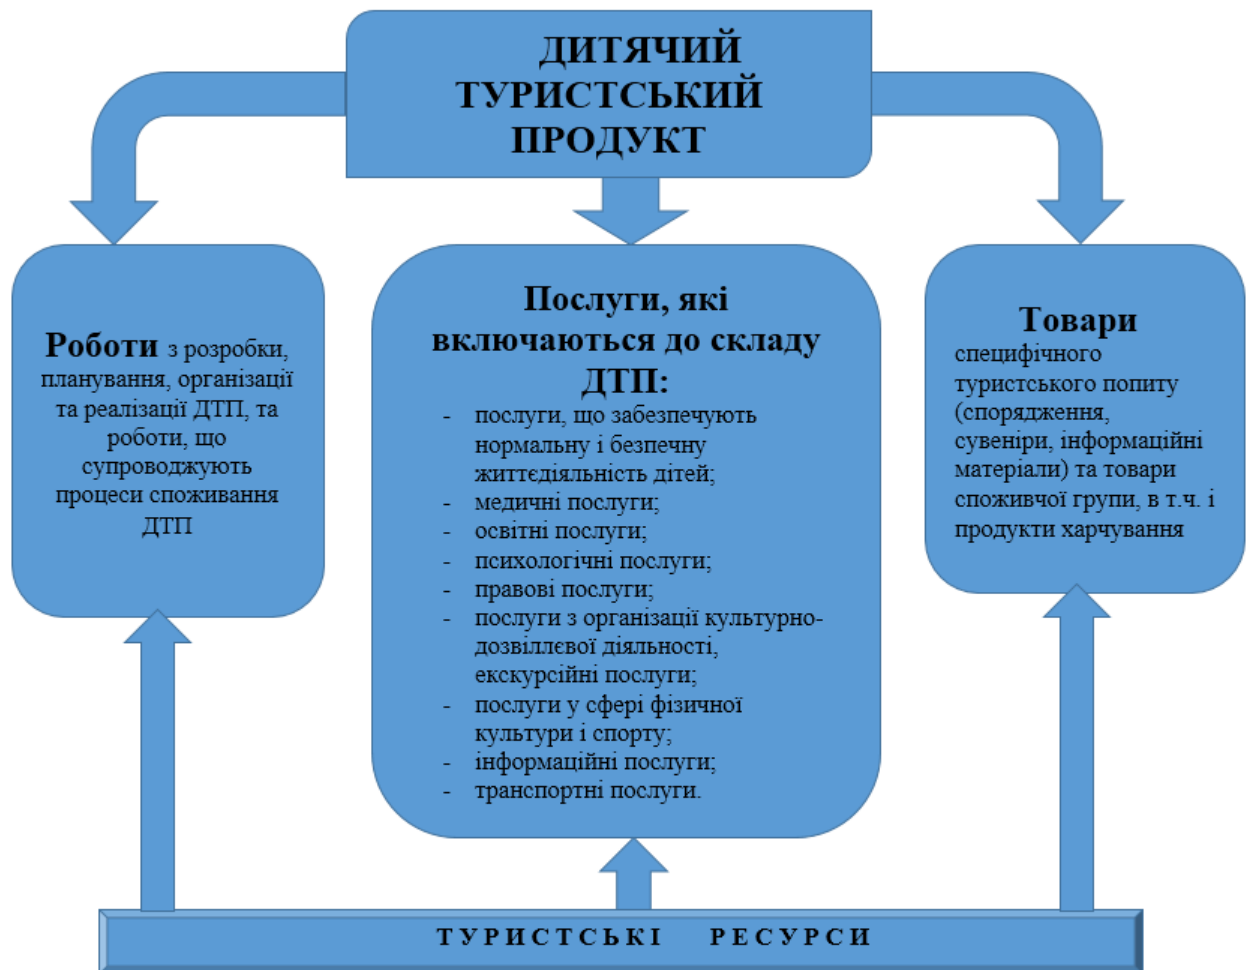 ДИТЯЧИЙ
ТУРИСТСЬКИЙ
ПРОДУКТ
Роботи з розробки,
планування, організації
та реалізації ДТП, та
роботи, що
супроводжують
процеси споживання
ДТП
Послуги, які
включаються до складу
ДТП:
- послуги, що забезпечують
нормальну і безпечну
життєдіяльність дітей;
- медичні послуги;
- освітні послуги;
- психологічні послуги;
- правові послуги;
- послуги з організації культурно-
дозвіллєвої діяльності,
екскурсійні послуги;
- послуги у сфері фізичної
культури і спорту;
- інформаційні послуги;
- транспортні послуги.
Товари
специфічного
туристського попиту
(спорядження,
сувеніри, інформаційні
матеріали) та товари
споживчої групи, в т.ч. і
продукти харчування
ТУРИСТСЬКІ РЕСУРСИ